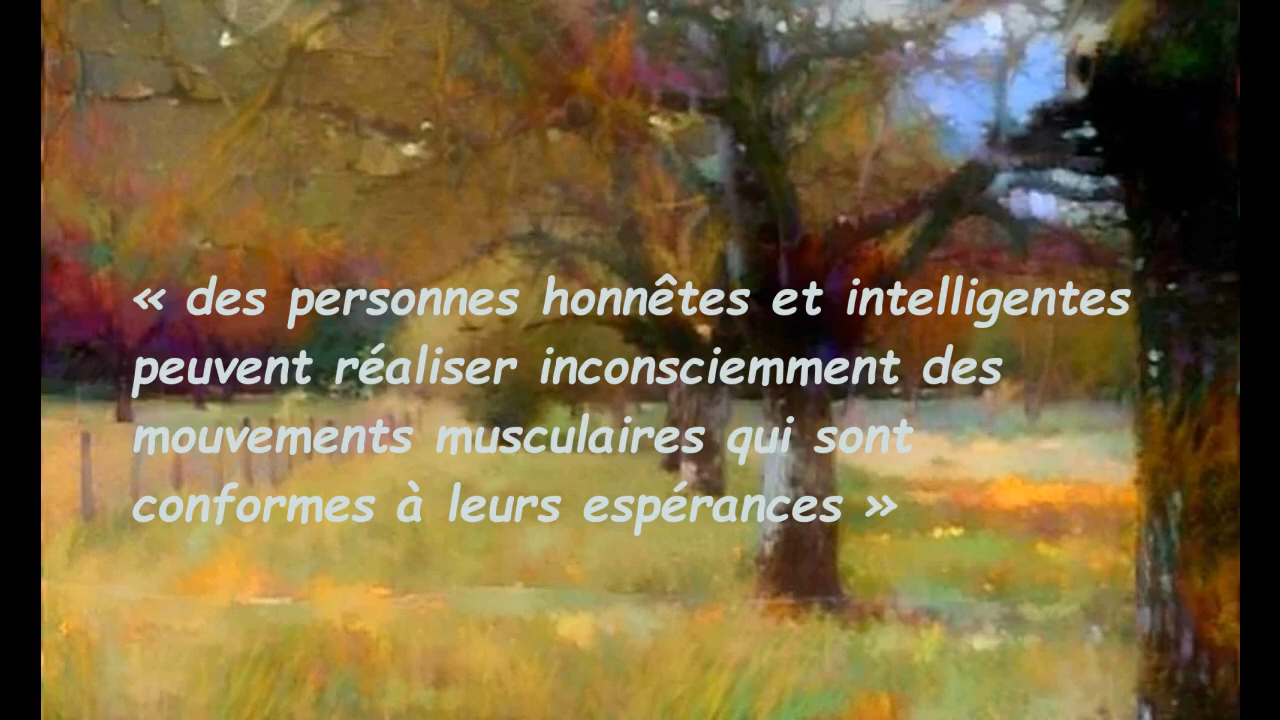 « des personnes honnêtes et intelligentes
peuvent réaliser inconsciemment des
mouvements musculaires qui sont
conformes à leurs espérances »